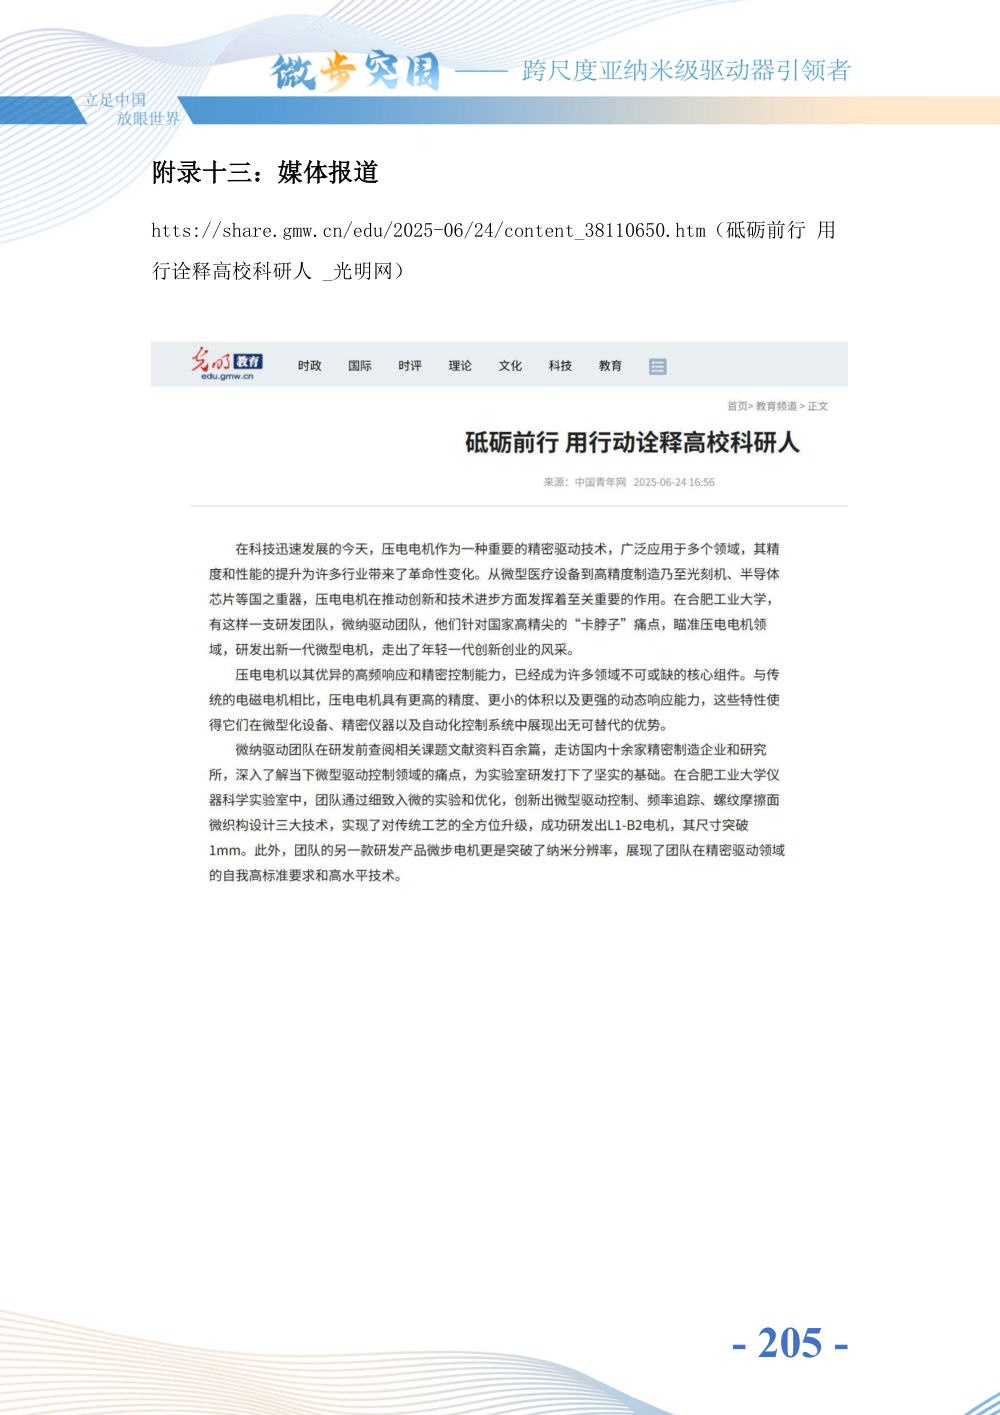 微步突围 —— 跨尺度亚纳米级驱动器引领者
立足中国
放眼世界
附录十三：媒体报道
htts://share.gmw.cn/edu/2025-06/24/content_38110650.htm（砥砺前行 用
行诠释高校科研人 _光明网）
光明 教育 时政 国际 时评 理论 文化 科技 教育
edu.gmw.cn
首页> 教育频道 > 正文
砥砺前行 用行动诠释高校科研人
来源：中国青年网 2025-06-24 16:56
在科技迅速发展的今天，压电电机作为一种重要的精密驱动技术，广泛应用于多个领域，其精
度和性能的提升为许多行业带来了革命性变化。从微型医疗设备到高精度制造乃至光刻机、半导体
芯片等国之重器，压电电机在推动创新和技术进步方面发挥着至关重要的作用。在合肥工业大学，
有这样一支研发团队，微纳驱动团队，他们针对国家高精尖的“卡脖子”痛点，瞄准压电电机领
域，研发出新一代微型电机，走出了年轻一代创新创业的风采。
压电电机以其优异的高频响应和精密控制能力，已经成为许多领域不可或缺的核心组件。与传
统的电磁电机相比，压电电机具有更高的精度、更小的体积以及更强的动态响应能力，这些特性使
得它们在微型化设备、精密仪器以及自动化控制系统中展现出无可替代的优势。
微纳驱动团队在研发前查阅相关课题文献资料百余篇，走访国内十余家精密制造企业和研究
所，深入了解当下微型驱动控制领域的痛点，为实验室研发打下了坚实的基础。在合肥工业大学仪
器科学实验室中，团队通过细致入微的实验和优化，创新出微型驱动控制、频率追踪、螺纹摩擦面
微织构设计三大技术，实现了对传统工艺的全方位升级，成功研发出L1-B2电机，其尺寸突破
1mm。此外，团队的另一款研发产品微步电机更是突破了纳米分辨率，展现了团队在精密驱动领域
的自我高标准要求和高水平技术。
- 205 -